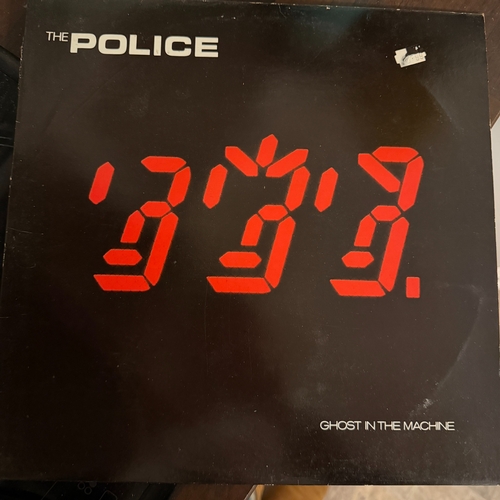 THE POLICE
GHOST IN THE MACHINE